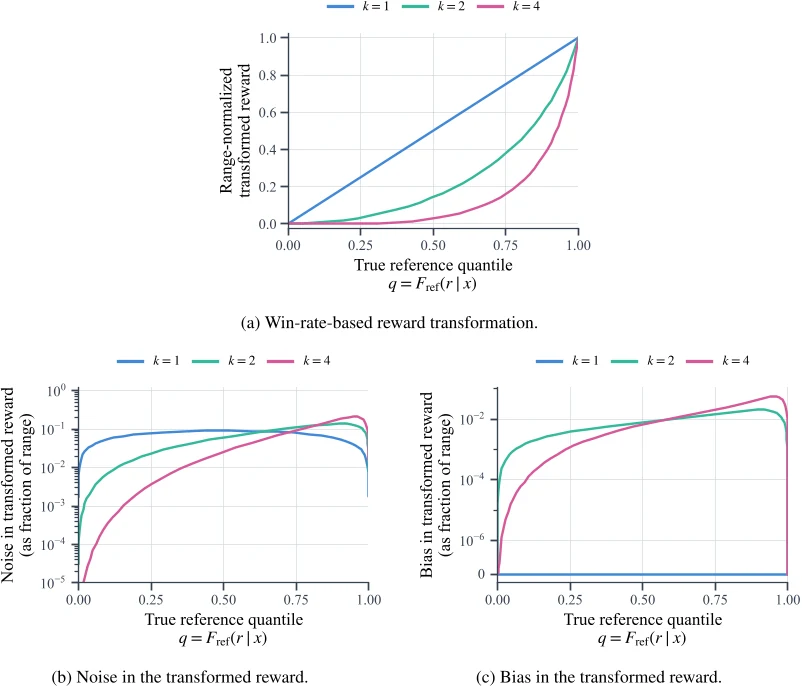 k = 1 k = 2 k = 4
Range-normalized
transformed reward
1.0
0.8
0.6
0.4
0.2
0.0
0.00 0.25 0.50 0.75 1.00
True reference quantile
q = F_ref(r | x)
(a) Win-rate-based reward transformation.
k = 1 k = 2 k = 4
Noise in transformed reward
(as fraction of range)
10⁰
10⁻¹
10⁻²
10⁻³
10⁻⁴
10⁻⁵
0.00 0.25 0.50 0.75 1.00
True reference quantile
q = F_ref(r | x)
(b) Noise in the transformed reward.
k = 1 k = 2 k = 4
Bias in transformed reward
(as fraction of range)
10⁻²
10⁻⁴
10⁻⁶
0
0.00 0.25 0.50 0.75 1.00
True reference quantile
q = F_ref(r | x)
(c) Bias in the transformed reward.